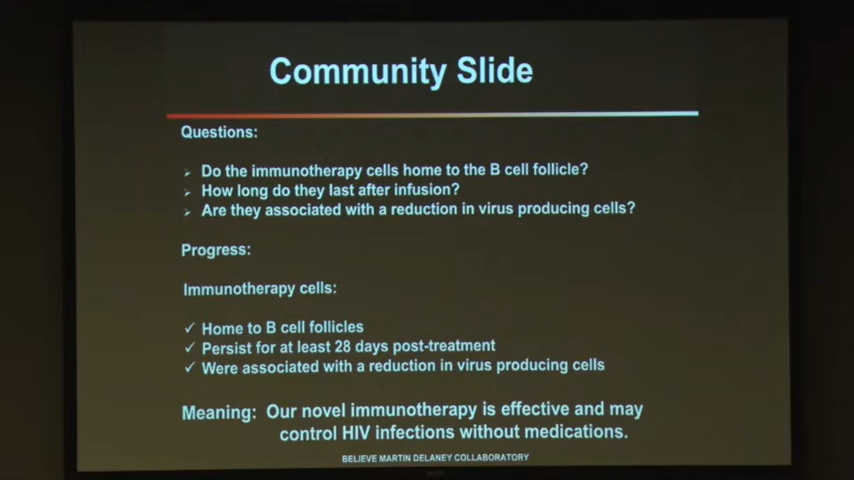 Community Slide
Questions:
Do the immunotherapy cells home to the B cell follicle?
How long do they last after infusion?
Are they associated with a reduction in virus producing cells?
Progress:
Immunotherapy cells:
✓ Home to B cell follicles
✓ Persist for at least 28 days post-treatment
✓ Were associated with a reduction in virus producing cells
Meaning: Our novel immunotherapy is effective and may
control HIV infections without medications.
BELIEVE MARTIN DELANEY COLLABORATORY